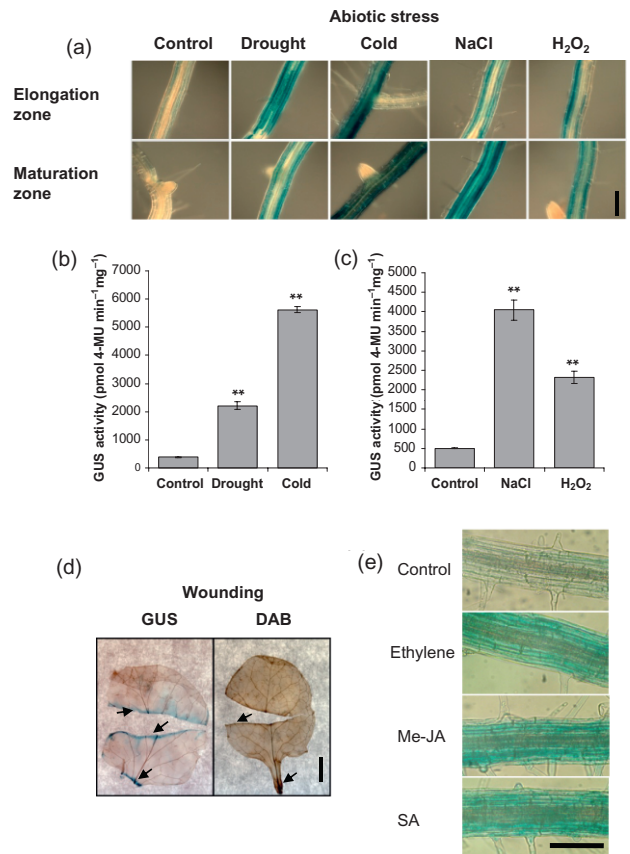 Abiotic stress
(a)
Control Drought Cold NaCl H₂O₂
Elongation
zone
Maturation
zone
(b)
GUS activity (pmol 4-MU min⁻¹mg⁻¹)
7000
6000
5000
4000
3000
2000
1000
0
**
**
Control Drought Cold
(c)
GUS activity (pmol 4-MU min⁻¹mg⁻¹)
5000
4500
4000
3500
3000
2500
2000
1500
1000
500
0
**
**
Control NaCl H₂O₂
(d)
Wounding
GUS DAB
(e)
Control
Ethylene
Me-JA
SA